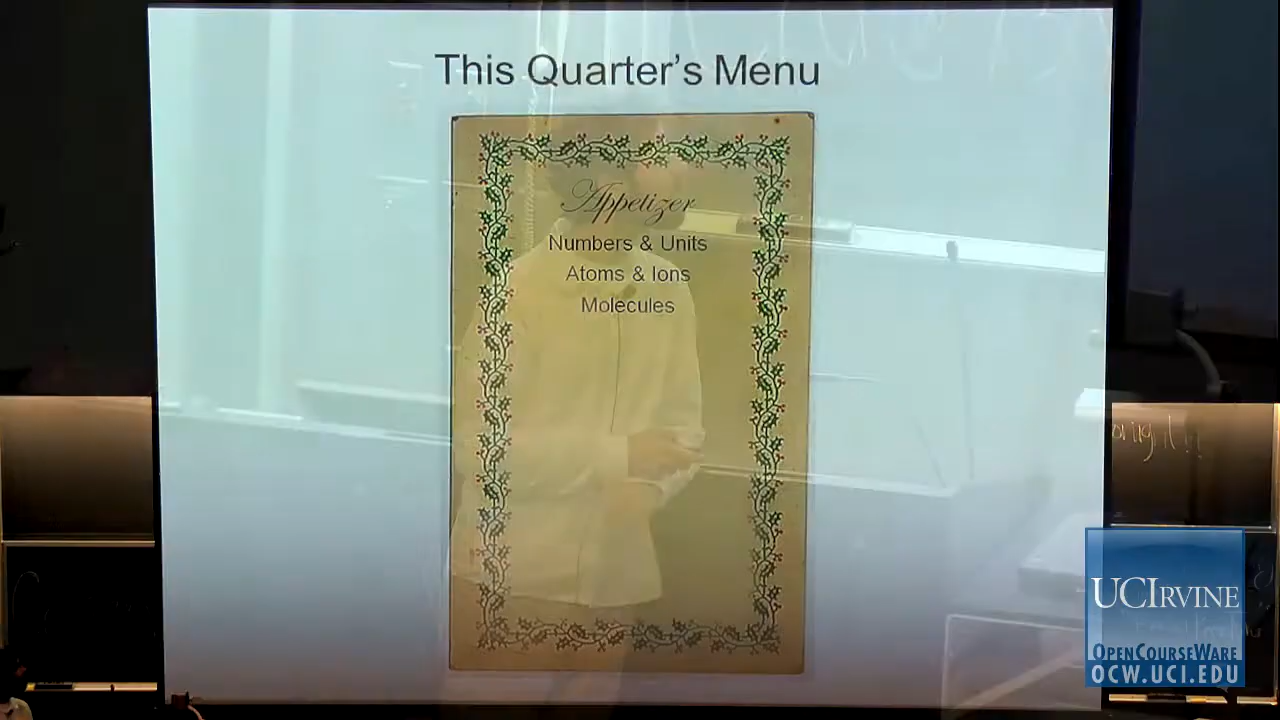 This Quarter's Menu
Appetizer
Numbers & Units
Atoms & Ions
Molecules
UCIRVINE
OPENCOURSEWARE
OCW.UCI.EDU